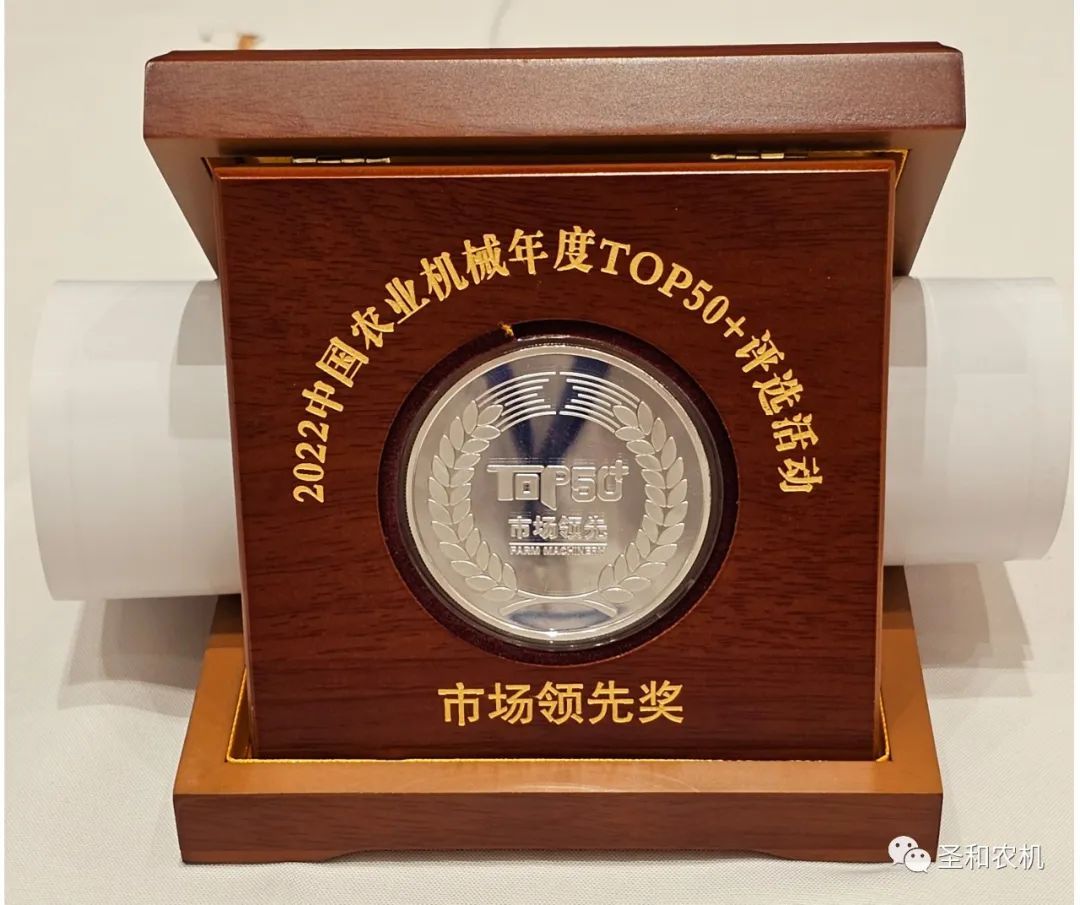 2022中国农业机械年度TOP50+评选活动
TOP50+
市场领先
FARM MACHINERY
市场领先奖
圣和农机